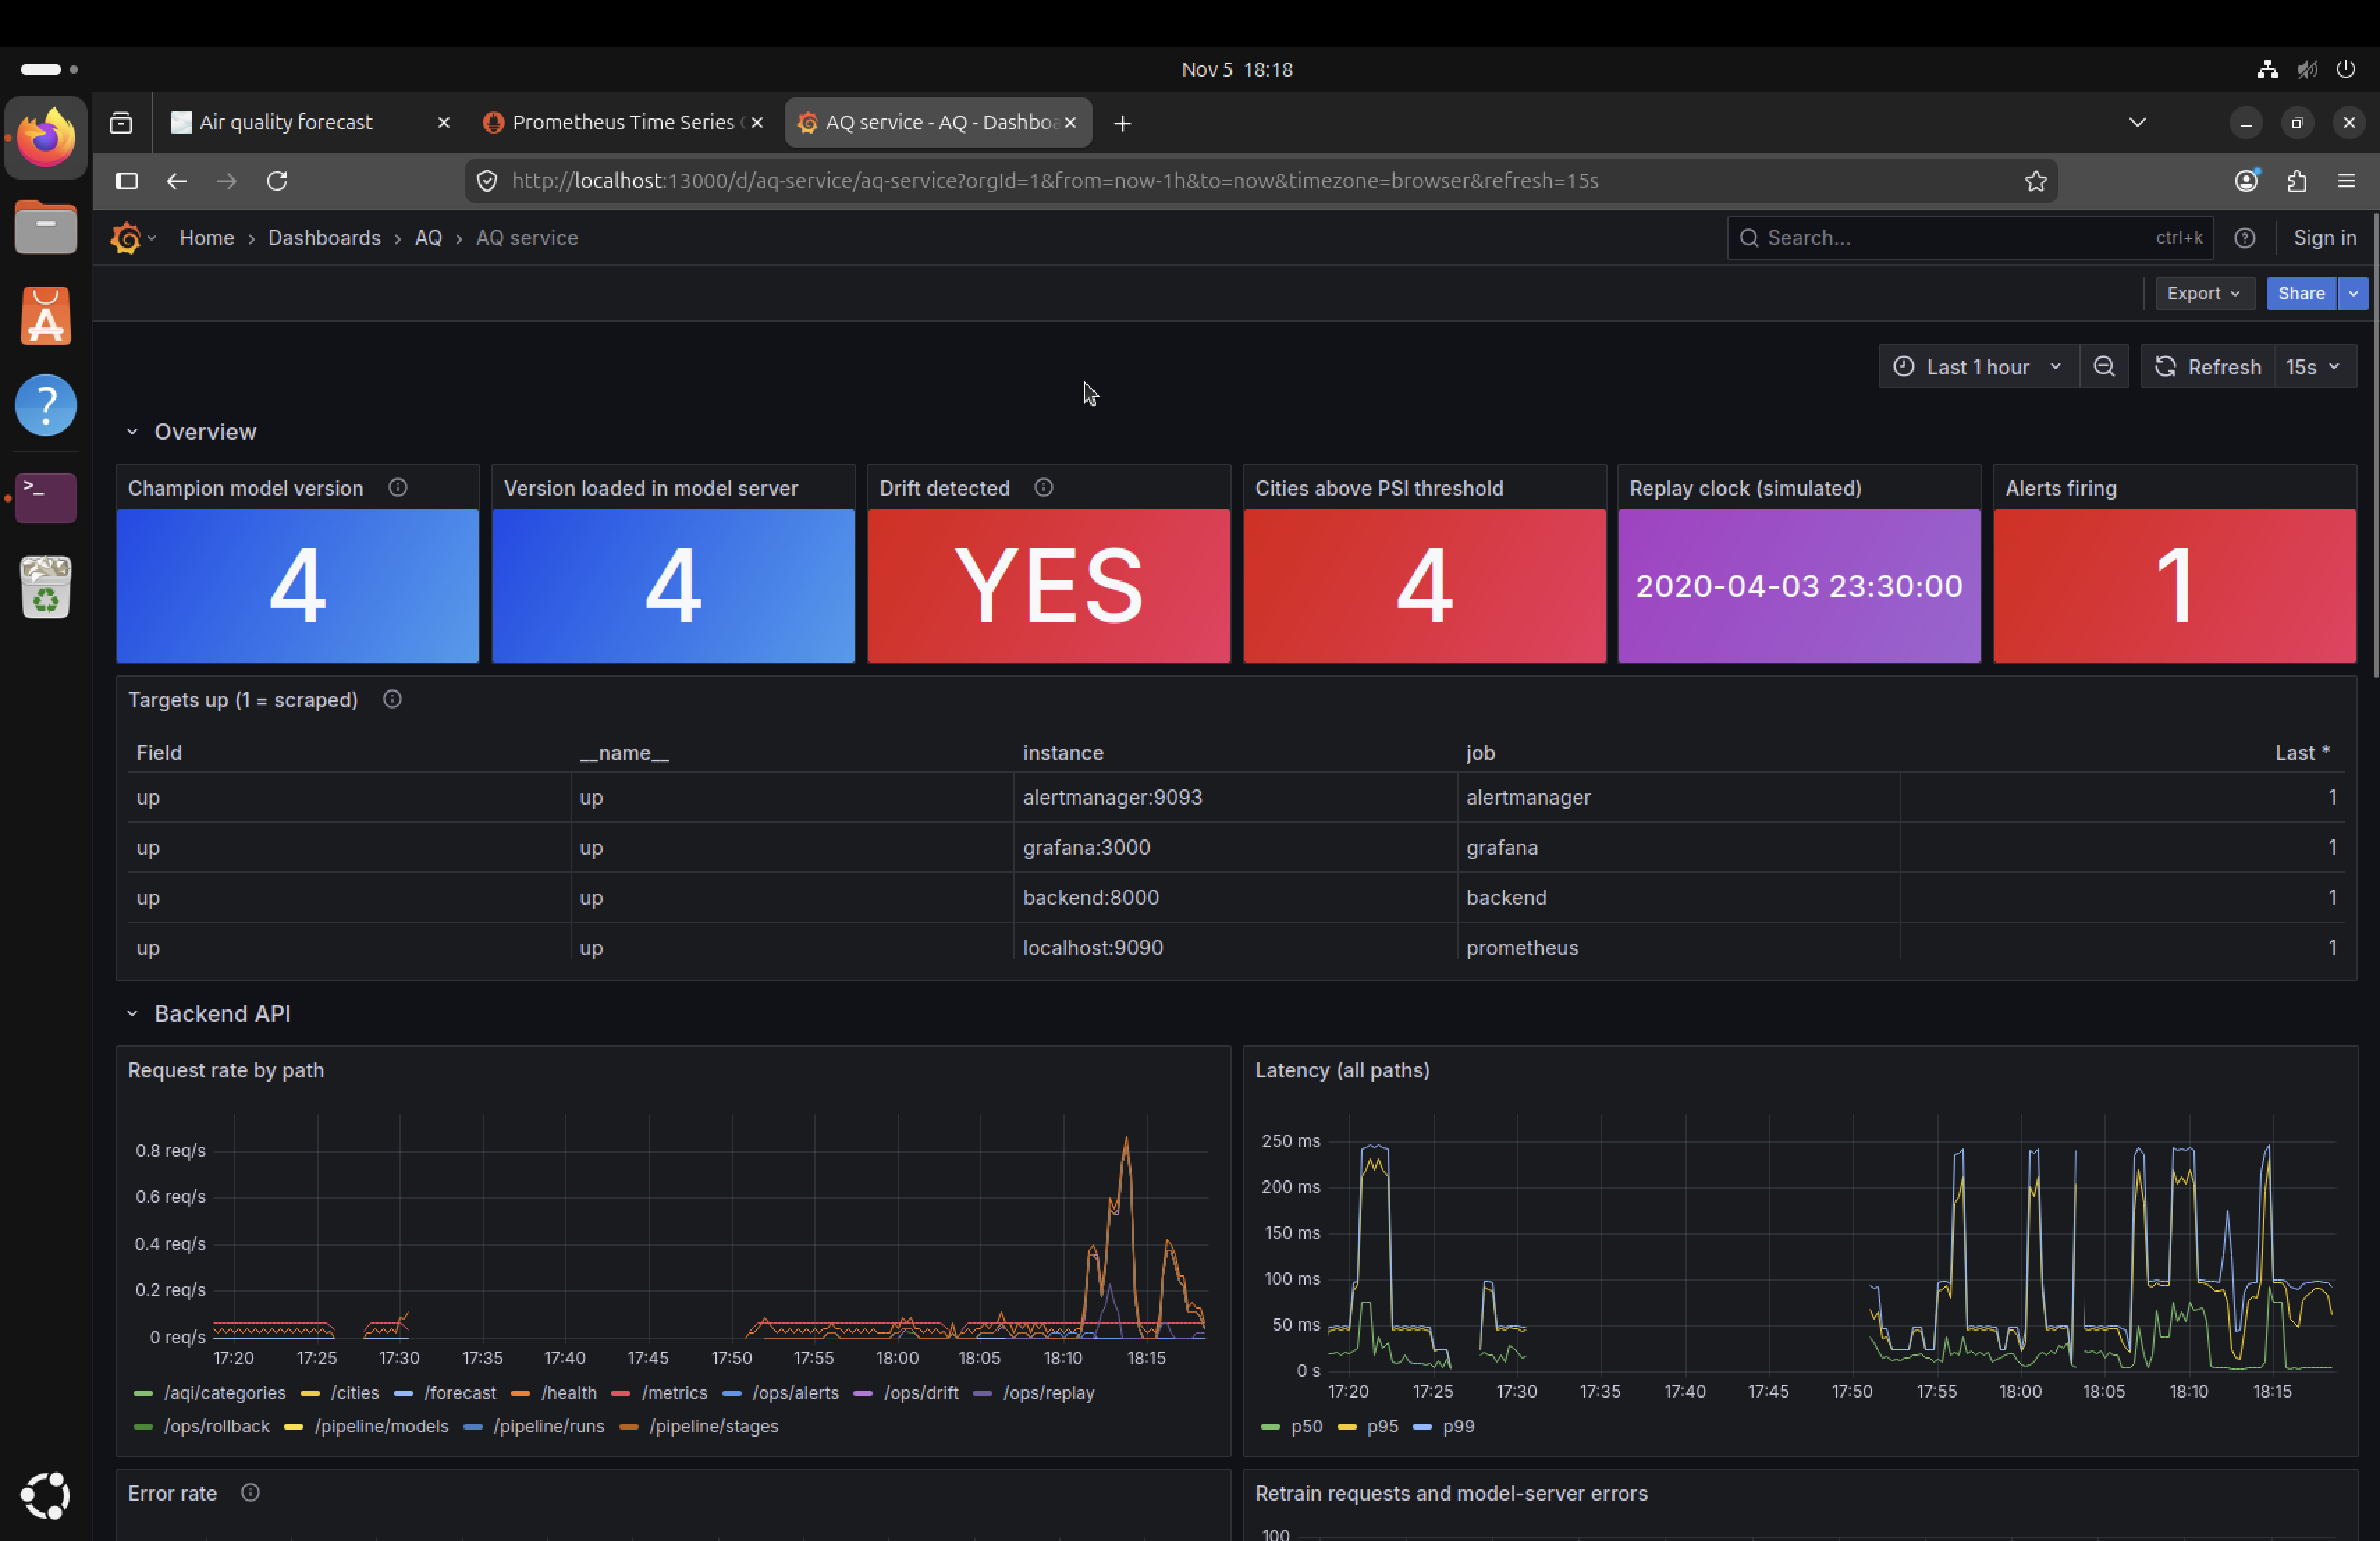 Nov 5 18:18
Air quality forecast
Prometheus Time Series
AQ service - AQ - Dashboa
http://localhost:13000/d/aq-service/aq-service?orgId=1&from=now-1h&to=now&timezone=browser&refresh=15s
Home › Dashboards › AQ › AQ service
Search... ctrl+k
Sign in
Export
Share
Last 1 hour
Refresh 15s
Overview
Champion model version
4
Version loaded in model server
4
Drift detected
YES
Cities above PSI threshold
4
Replay clock (simulated)
2020-04-03 23:30:00
Alerts firing
1
Targets up (1 = scraped)
Field __name__ instance job Last *
up up alertmanager:9093 alertmanager 1
up up grafana:3000 grafana 1
up up backend:8000 backend 1
up up localhost:9090 prometheus 1
Backend API
Request rate by path
0.8 req/s
0.6 req/s
0.4 req/s
0.2 req/s
0 req/s
17:20 17:25 17:30 17:35 17:40 17:45 17:50 17:55 18:00 18:05 18:10 18:15
/aqi/categories /cities /forecast /health /metrics /ops/alerts /ops/drift /ops/replay
/ops/rollback /pipeline/models /pipeline/runs /pipeline/stages
Latency (all paths)
250 ms
200 ms
150 ms
100 ms
50 ms
0 s
17:20 17:25 17:30 17:35 17:40 17:45 17:50 17:55 18:00 18:05 18:10 18:15
p50 p95 p99
Error rate
Retrain requests and model-server errors
100